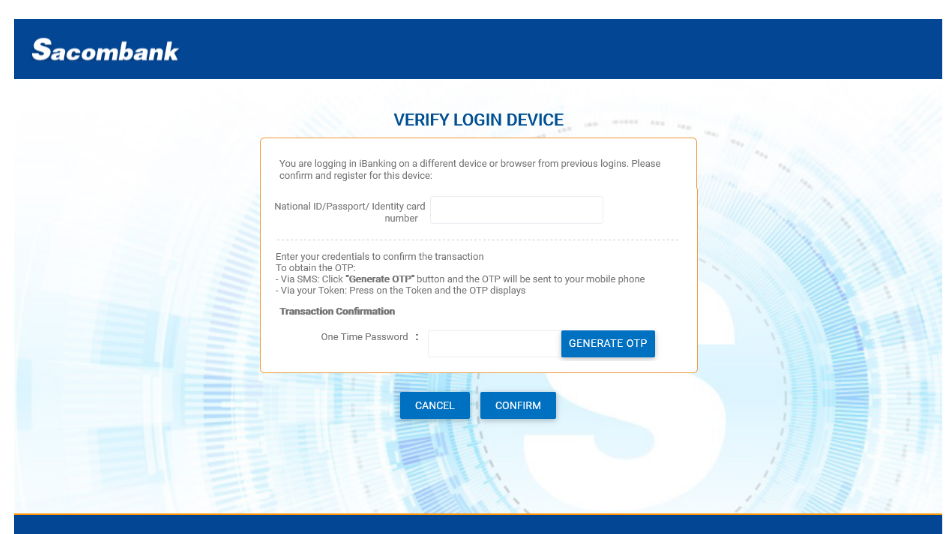 Sacombank
VERIFY LOGIN DEVICE
You are logging in iBanking on a different device or browser from previous logins. Please
confirm and register for this device:
National ID/Passport/ Identity card
number
Enter your credentials to confirm the transaction
To obtain the OTP:
- Via SMS: Click "Generate OTP" button and the OTP will be sent to your mobile phone
- Via your Token: Press on the Token and the OTP displays
Transaction Confirmation
One Time Password :
GENERATE OTP
CANCEL CONFIRM